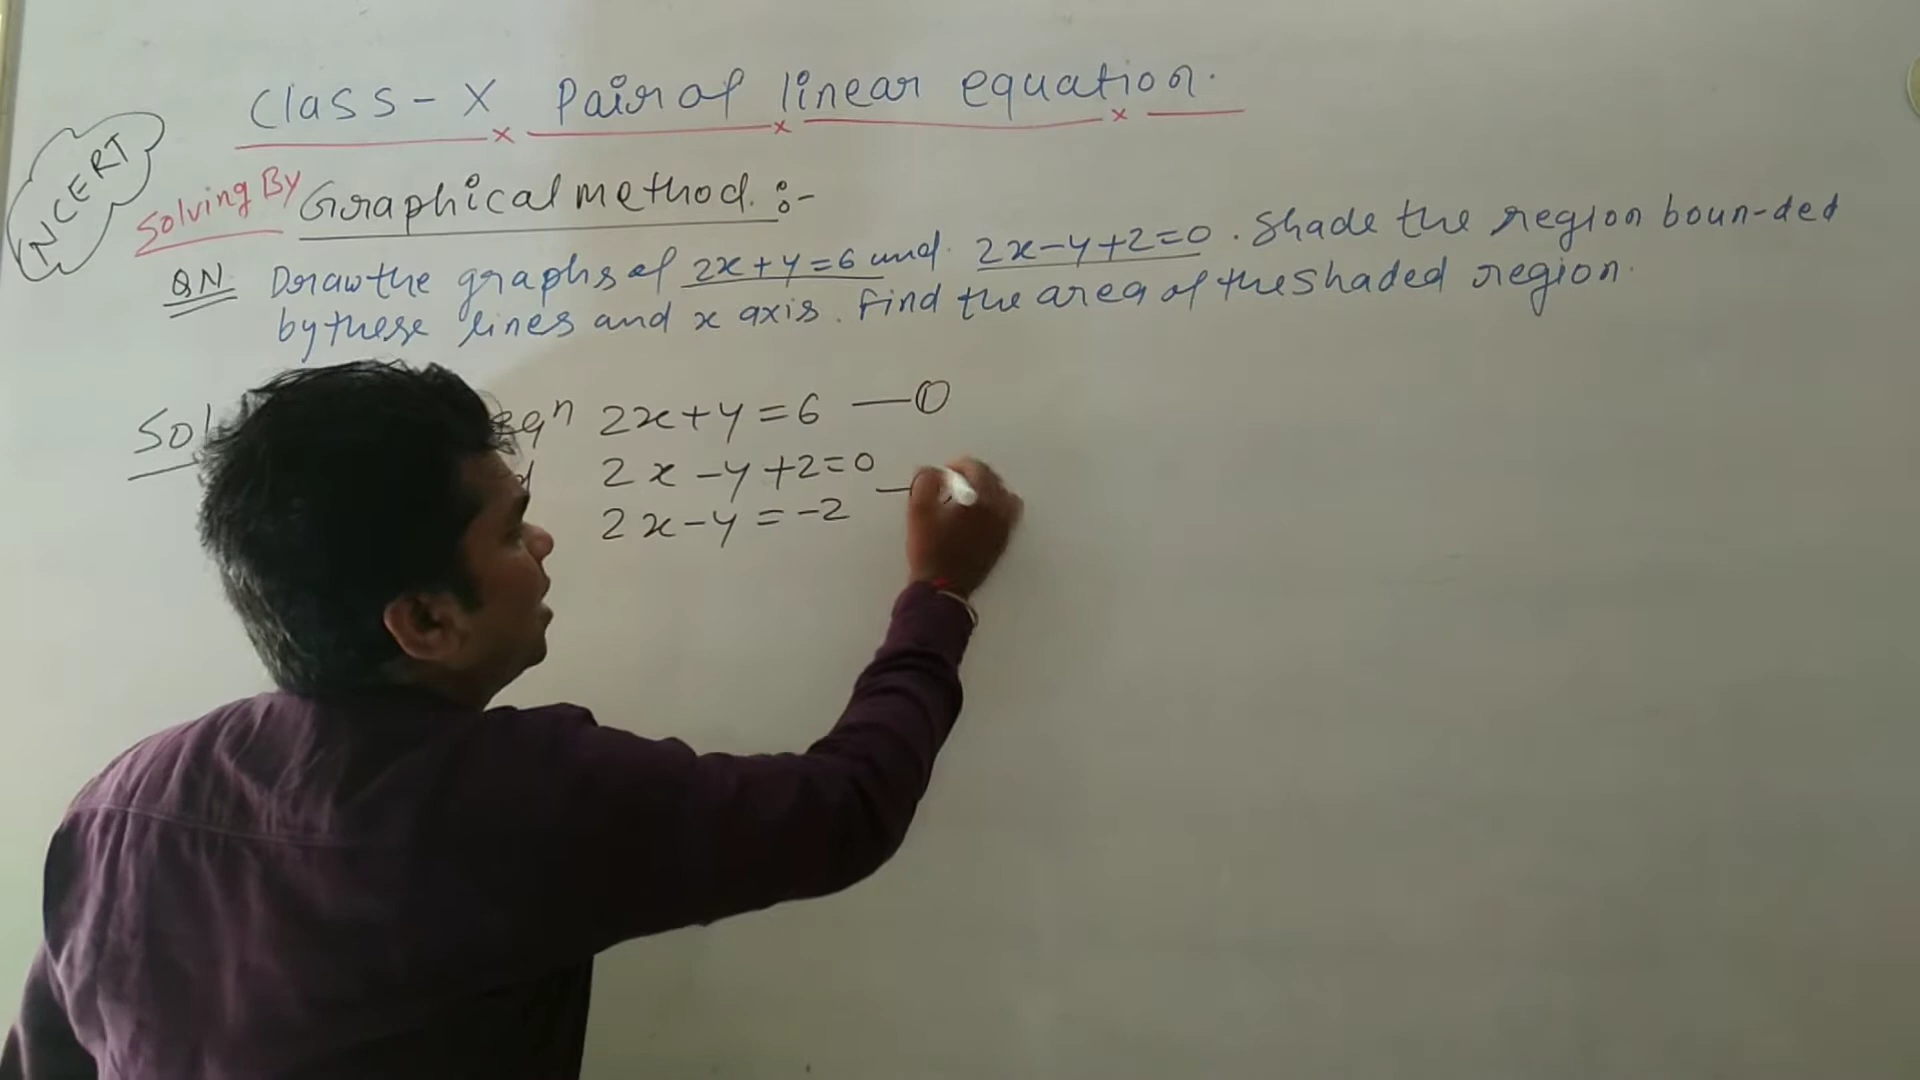 Class - X Pair of linear equation.
NCERT
Solving By Graphical method :-
QN Draw the graphs of 2x+y=6 and 2x-y+2=0. Shade the region boun-ded
by these lines and x axis. Find the area of the shaded region.
Sol eqn 2x+y=6 —①
2x-y+2=0
2x-y=-2 —